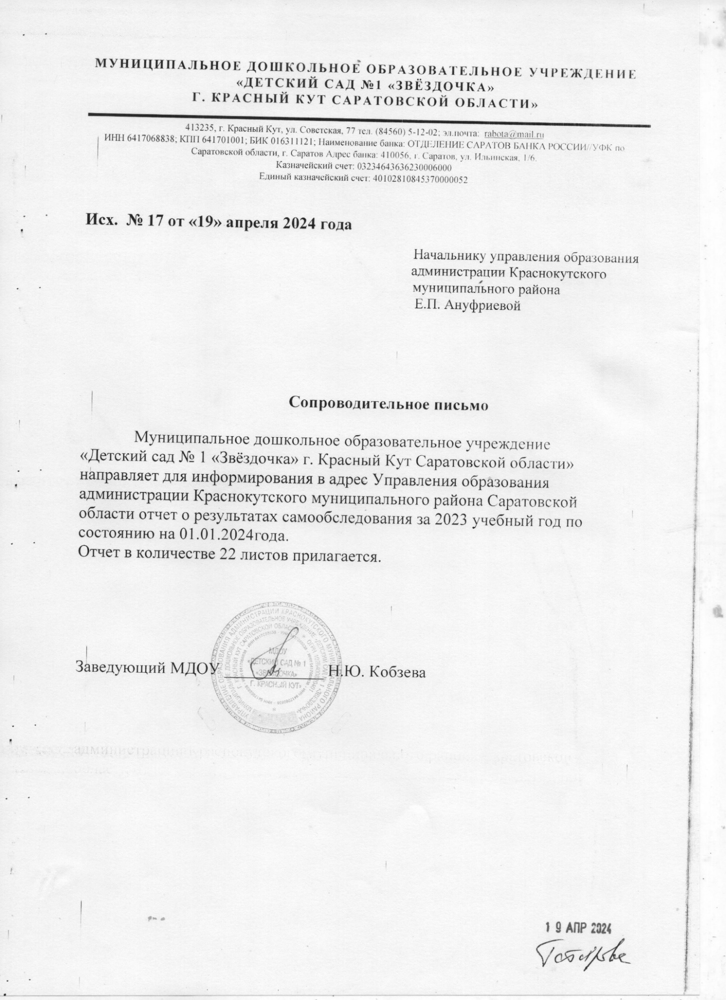 МУНИЦИПАЛЬНОЕ ДОШКОЛЬНОЕ ОБРАЗОВАТЕЛЬНОЕ УЧРЕЖДЕНИЕ
«ДЕТСКИЙ САД №1 «ЗВЁЗДОЧКА»
Г. КРАСНЫЙ КУТ САРАТОВСКОЙ ОБЛАСТИ»
413235, г. Красный Кут, ул. Советская, 77 тел. (84560) 5-12-02; эл.почта: rabota@mail.ru
ИНН 6417068838; КПП 641701001; БИК 016311121; Наименование банка: ОТДЕЛЕНИЕ САРАТОВ БАНКА РОССИИ//УФК по
Саратовской области, г. Саратов Адрес банка: 410056, г. Саратов, ул. Ильинская, 1/6.
Казначейский счет: 03234643636230006000
Единый казначейский счет: 40102810845370000052
Исх. № 17 от «19» апреля 2024 года
Начальнику управления образования
администрации Краснокутского
муниципального района
Е.П. Ануфриевой
Сопроводительное письмо
Муниципальное дошкольное образовательное учреждение
«Детский сад № 1 «Звёздочка» г. Красный Кут Саратовской области»
направляет для информирования в адрес Управления образования
администрации Краснокутского муниципального района Саратовской
области отчет о результатах самообследования за 2023 учебный год по
состоянию на 01.01.2024года.
Отчет в количестве 22 листов прилагается.
Заведующий МДОУ Н.Ю. Кобзева
МДОУ
«ДЕТСКИЙ САД № 1
«ЗВЕЗДОЧКА»
Г. КРАСНЫЙ КУТ»
19 АПР 2024